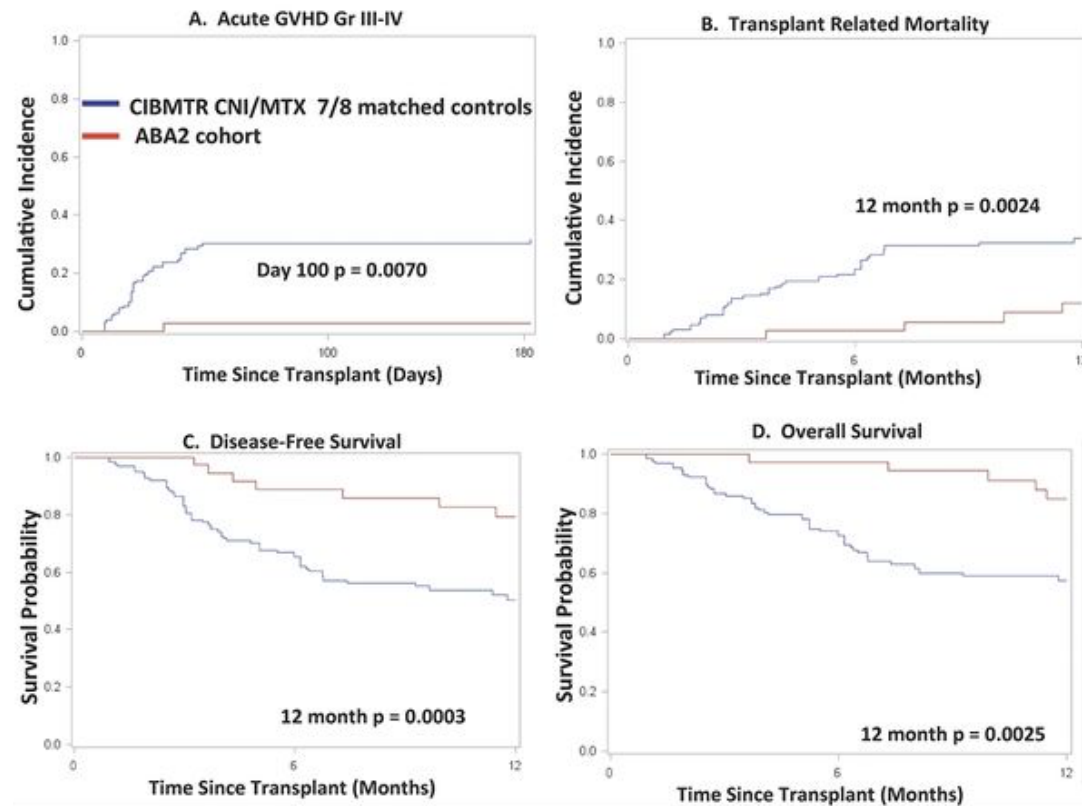 A. Acute GVHD Gr III-IV
1.0
0.8
0.6
0.4
0.2
0.0
Cumulative Incidence
CIBMTR CNI/MTX 7/8 matched controls
ABA2 cohort
Day 100 p = 0.0070
0 100 180
Time Since Transplant (Days)
B. Transplant Related Mortality
1.0
0.8
0.6
0.4
0.2
0.0
Cumulative Incidence
12 month p = 0.0024
0 6
Time Since Transplant (Months)
C. Disease-Free Survival
1.0
0.8
0.6
0.4
0.2
0.0
Survival Probability
12 month p = 0.0003
0 6 12
Time Since Transplant (Months)
D. Overall Survival
1.0
0.8
0.6
0.4
0.2
0.0
Survival Probability
12 month p = 0.0025
0 6 12
Time Since Transplant (Months)